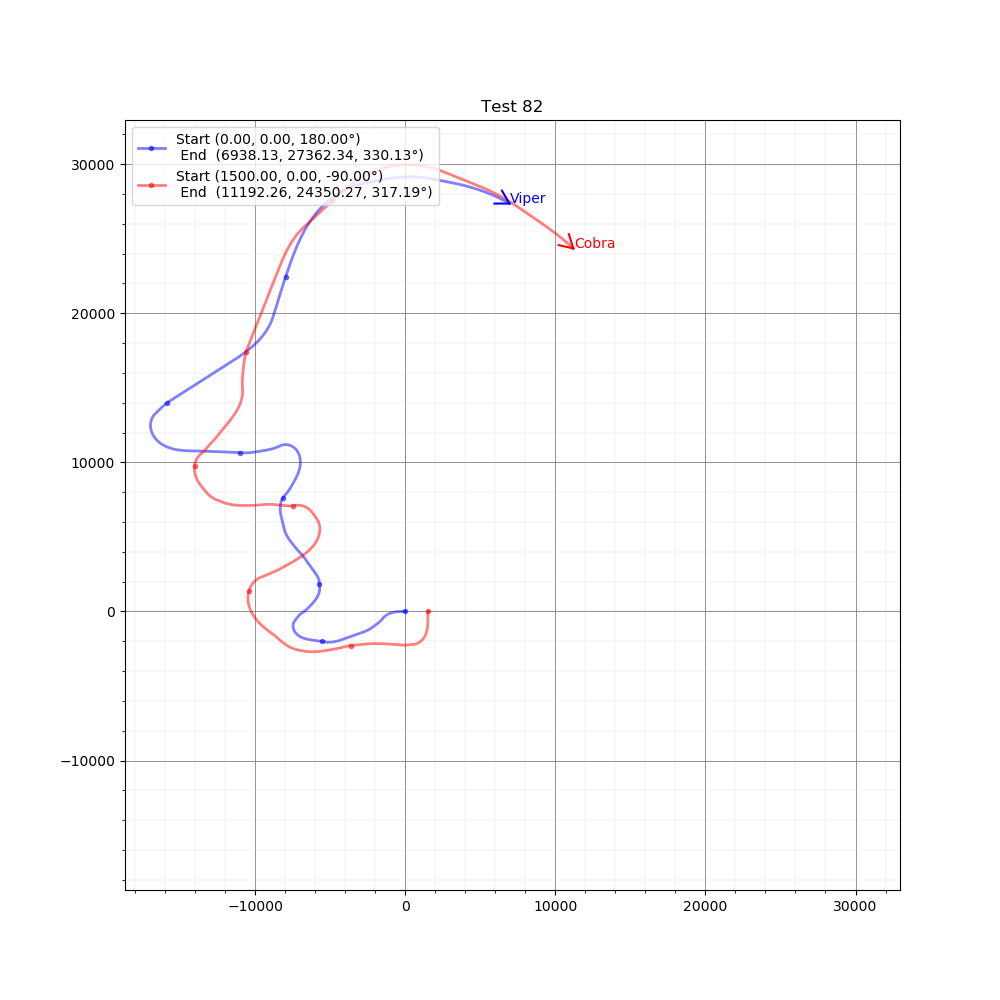 Test 82
Start (0.00, 0.00, 180.00°)
End (6938.13, 27362.34, 330.13°)
Start (1500.00, 0.00, -90.00°)
End (11192.26, 24350.27, 317.19°)
Viper
Cobra
30000
20000
10000
0
−10000
−10000
0
10000
20000
30000